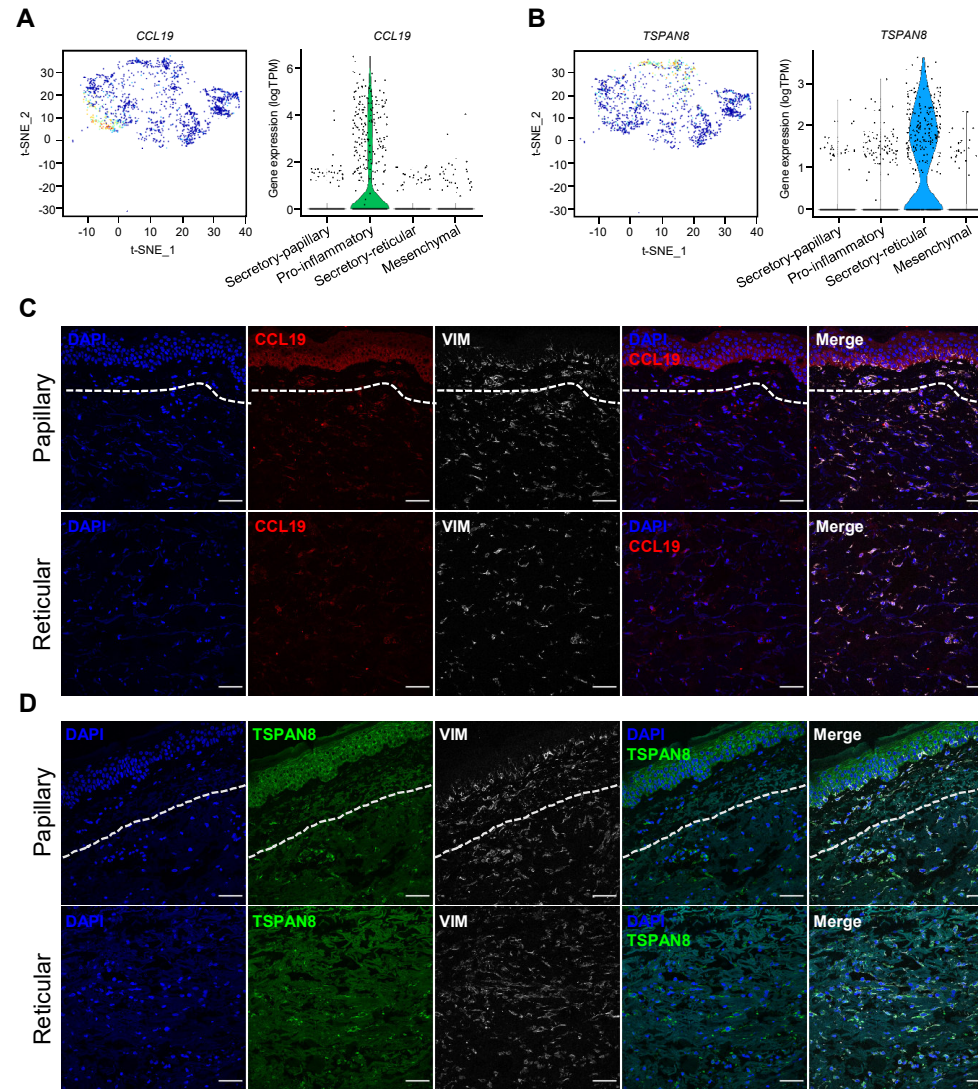 A
CCL19
t-SNE_2
30
20
10
0
-10
-20
-30
-10
0
10
20
30
40
t-SNE_1
CCL19
Gene expression (logTPM)
6
4
2
0
Secretory-papillary
Pro-inflammatory
Secretory-reticular
Mesenchymal
B
TSPAN8
t-SNE_2
30
20
10
0
-10
-20
-30
-10
0
10
20
30
40
t-SNE_1
TSPAN8
Gene expression (logTPM)
3
2
1
0
Secretory-papillary
Pro-inflammatory
Secretory-reticular
Mesenchymal
C
Papillary
DAPI
CCL19
VIM
DAPI
CCL19
Merge
Reticular
DAPI
CCL19
VIM
DAPI
CCL19
Merge
D
Papillary
DAPI
TSPAN8
VIM
DAPI
TSPAN8
Merge
Reticular
DAPI
TSPAN8
VIM
DAPI
TSPAN8
Merge